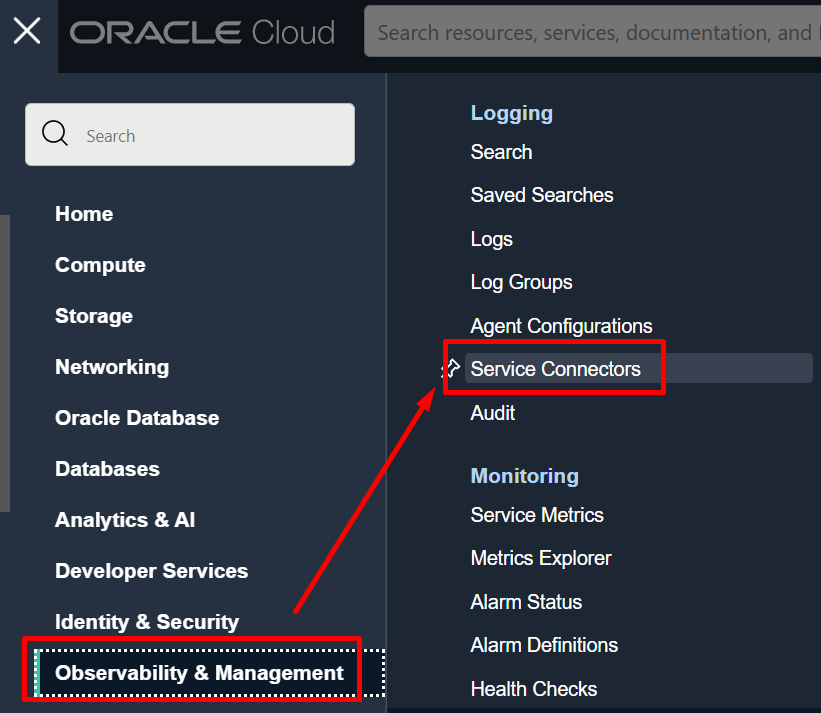 ORACLE Cloud
Search resources, services, documentation, and
Search
Home
Compute
Storage
Networking
Oracle Database
Databases
Analytics & AI
Developer Services
Identity & Security
Observability & Management
Logging
Search
Saved Searches
Logs
Log Groups
Agent Configurations
Service Connectors
Audit
Monitoring
Service Metrics
Metrics Explorer
Alarm Status
Alarm Definitions
Health Checks